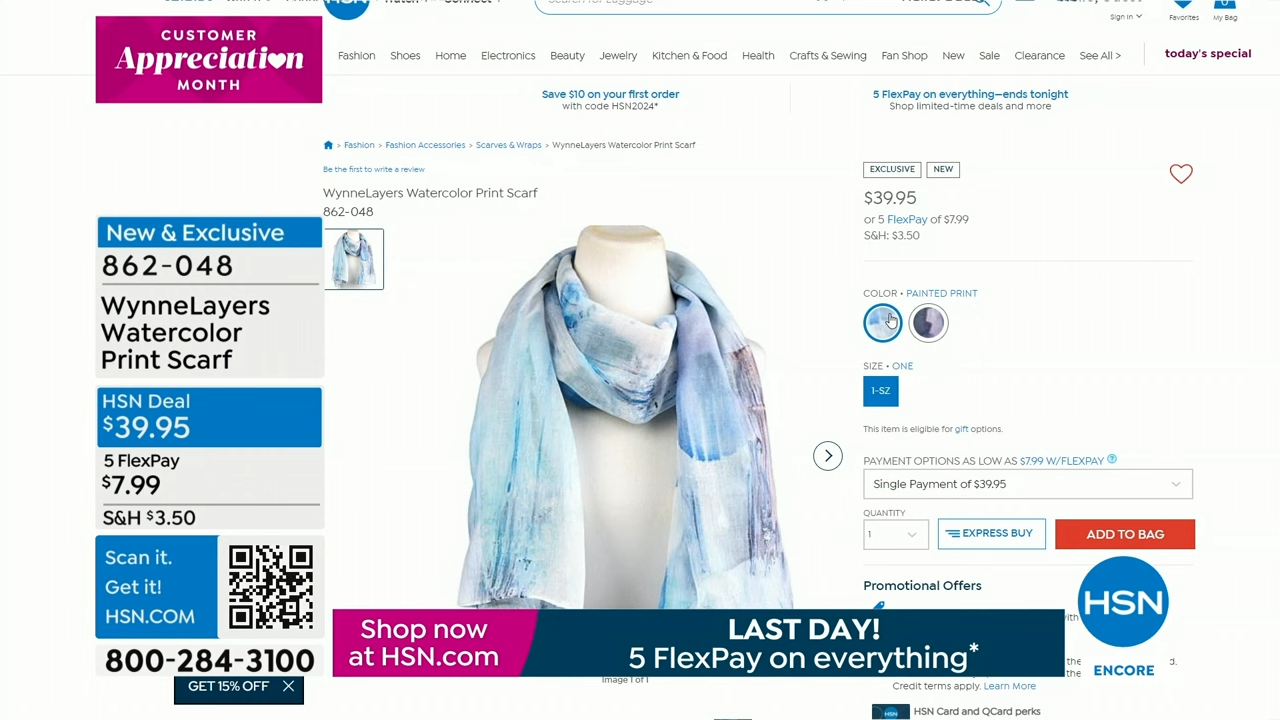 HSN
CUSTOMER
Appreciation
MONTH
Sign In
Favorites
My Bag
Fashion Shoes Home Electronics Beauty Jewelry Kitchen & Food Health Crafts & Sewing Fan Shop New Sale Clearance See All > today's special
Save $10 on your first order
with code HSN2024*
5 FlexPay on everything—ends tonight
Shop limited-time deals and more
> Fashion > Fashion Accessories > Scarves & Wraps > WynneLayers Watercolor Print Scarf
Be the first to write a review
WynneLayers Watercolor Print Scarf
862-048
EXCLUSIVE NEW
$39.95
or 5 FlexPay of $7.99
S&H: $3.50
COLOR • PAINTED PRINT
SIZE • ONE
1-SZ
This item is eligible for gift options.
PAYMENT OPTIONS AS LOW AS $7.99 W/FLEXPAY
Single Payment of $39.95
QUANTITY
1
EXPRESS BUY
ADD TO BAG
Promotional Offers
Credit terms apply. Learn More
HSN Card and QCard perks
Image 1 of 1
New & Exclusive
862-048
WynneLayers
Watercolor
Print Scarf
HSN Deal
$39.95
5 FlexPay
$7.99
S&H $3.50
Scan it.
Get it!
HSN.COM
800-284-3100
GET 15% OFF
Shop now
at HSN.com
LAST DAY!
5 FlexPay on everything*
HSN
ENCORE